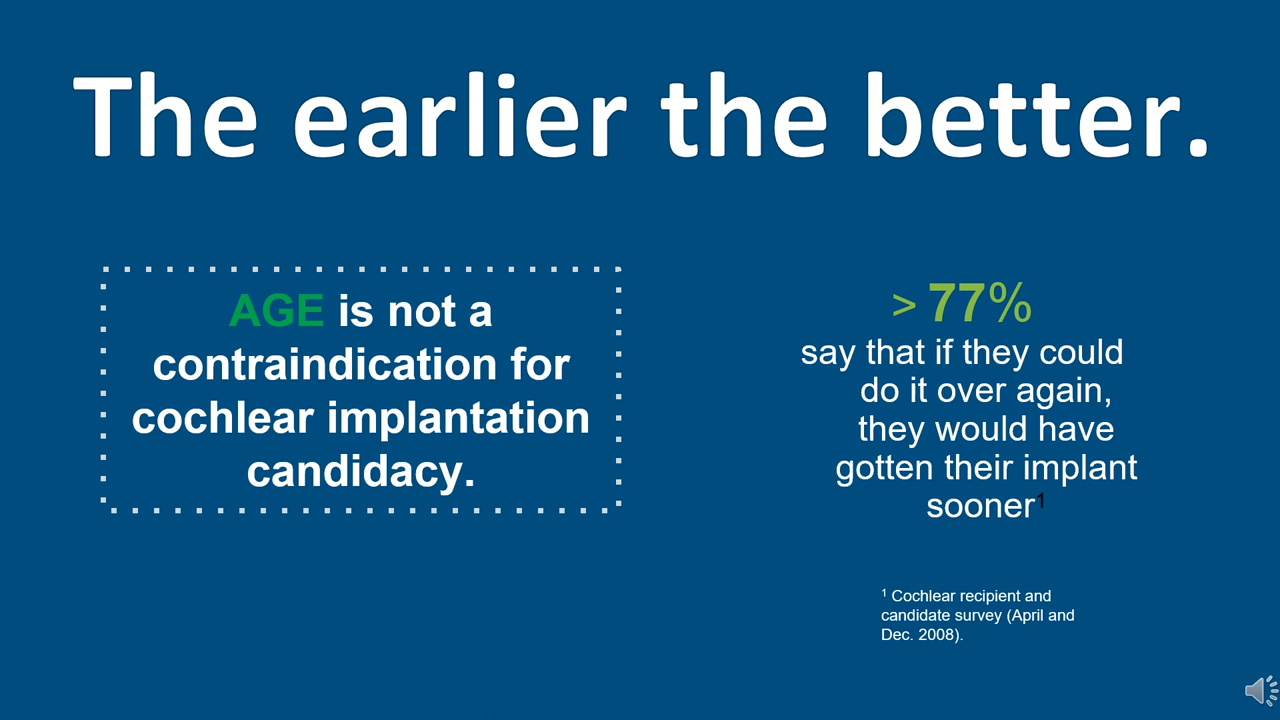 The earlier the better.
AGE is not a
contraindication for
cochlear implantation
candidacy.
> 77%
say that if they could
do it over again,
they would have
gotten their implant
sooner¹
¹ Cochlear recipient and
candidate survey (April and
Dec. 2008).